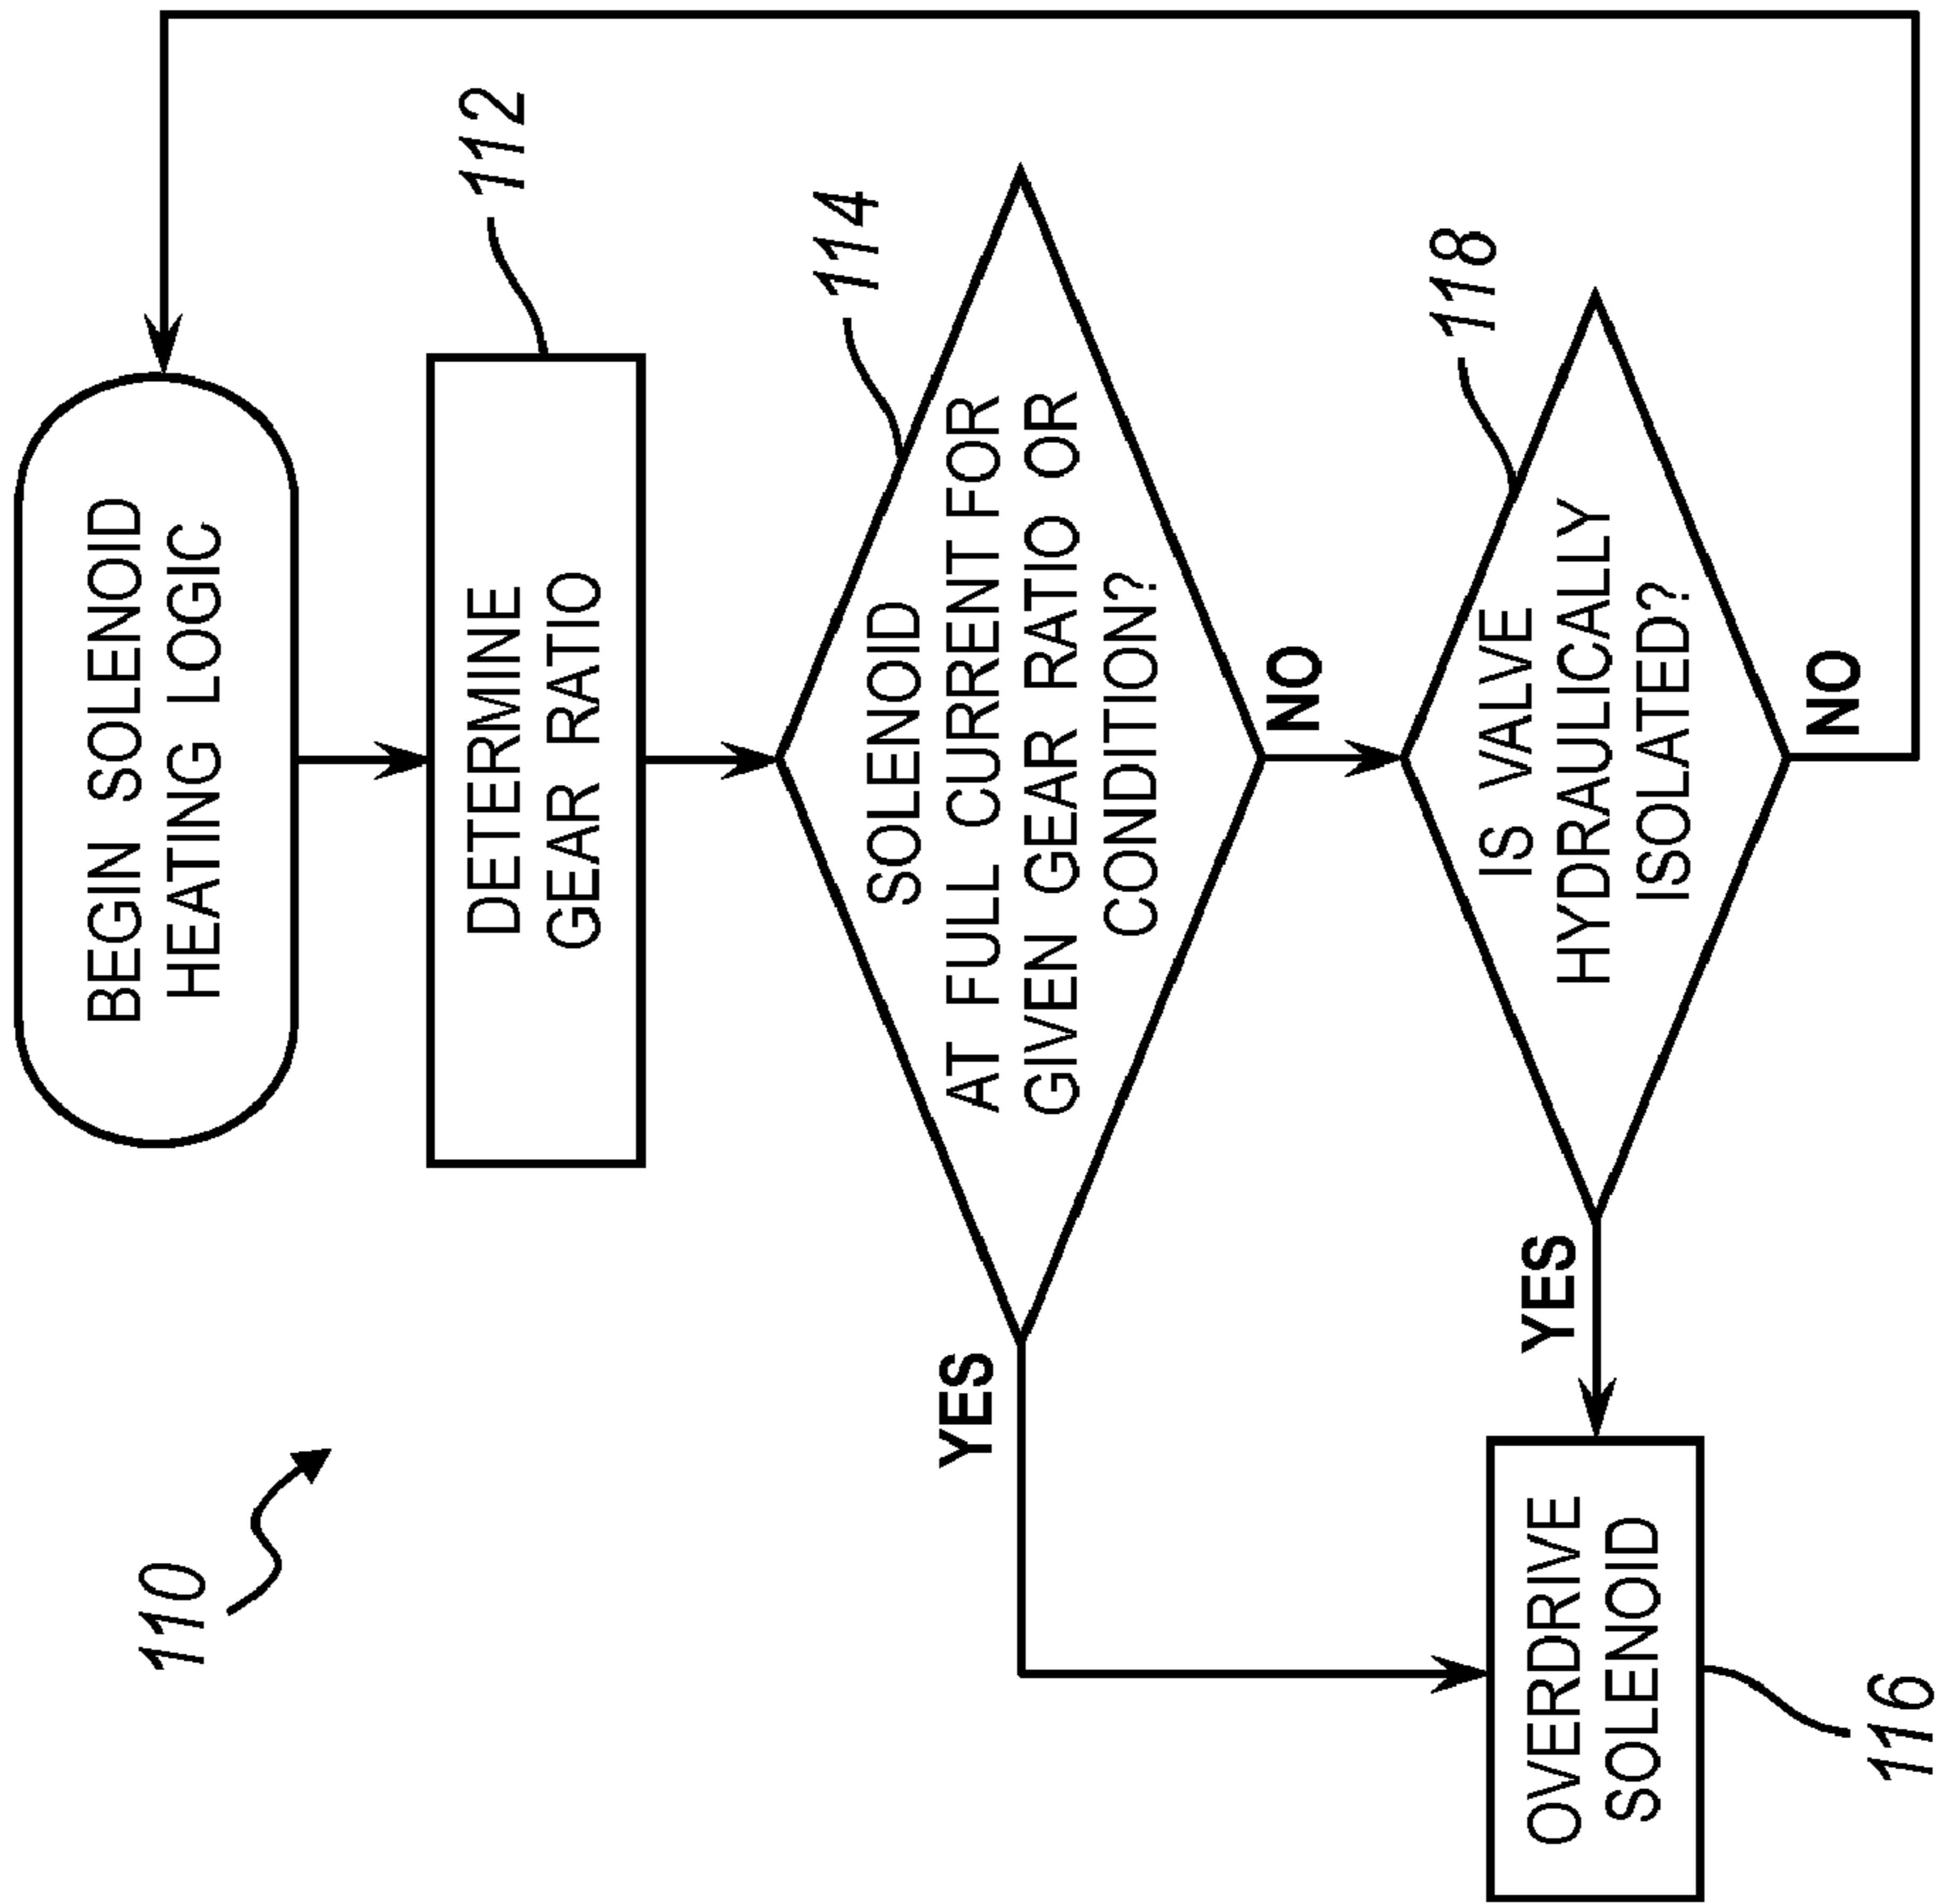 110
BEGIN SOLENOID
HEATING LOGIC
DETERMINE
GEAR RATIO
112
SOLENOID
AT FULL CURRENT FOR
GIVEN GEAR RATIO OR
CONDITION?
114
YES
NO
IS VALVE
HYDRAULICALLY
ISOLATED?
118
YES
NO
OVERDRIVE
SOLENOID
116